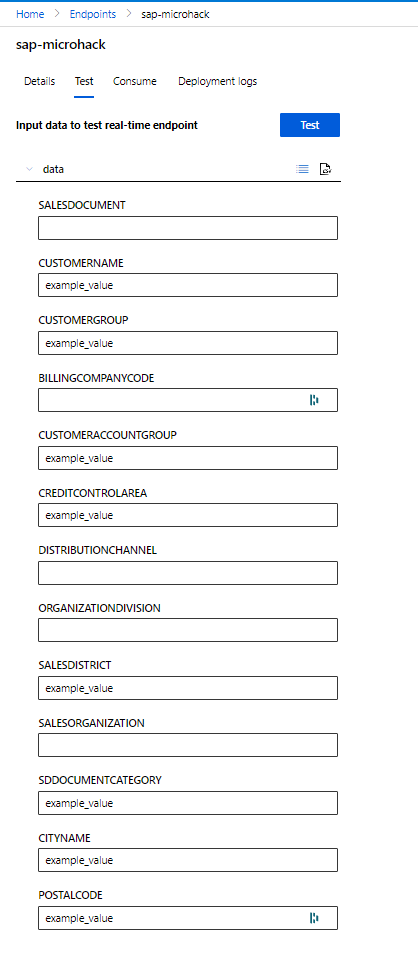 Home > Endpoints > sap-microhack
sap-microhack
Details Test Consume Deployment logs
Input data to test real-time endpoint Test
data
SALESDOCUMENT
CUSTOMERNAME
example_value
CUSTOMERGROUP
example_value
BILLINGCOMPANYCODE
CUSTOMERACCOUNTGROUP
example_value
CREDITCONTROLAREA
example_value
DISTRIBUTIONCHANNEL
ORGANIZATIONDIVISION
SALESDISTRICT
example_value
SALESORGANIZATION
SDDOCUMENTCATEGORY
example_value
CITYNAME
example_value
POSTALCODE
example_value